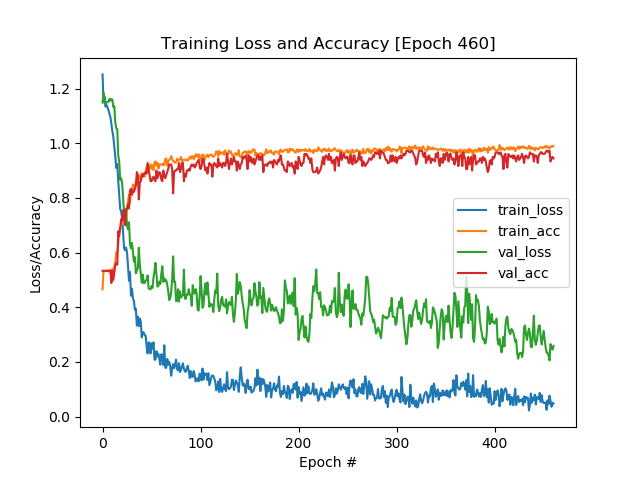 Training Loss and Accuracy [Epoch 460]
Loss/Accuracy
1.2
1.0
0.8
0.6
0.4
0.2
0.0
train_loss
train_acc
val_loss
val_acc
0 100 200 300 400
Epoch #